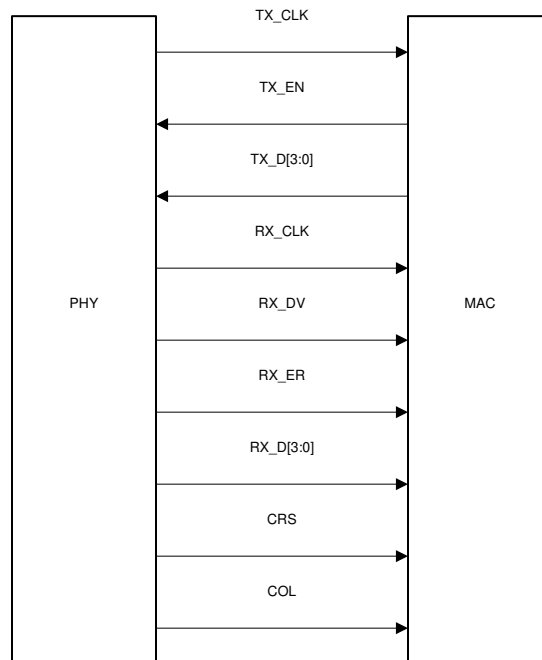 TX_CLK
TX_EN
TX_D[3:0]
RX_CLK
PHY
RX_DV
MAC
RX_ER
RX_D[3:0]
CRS
COL